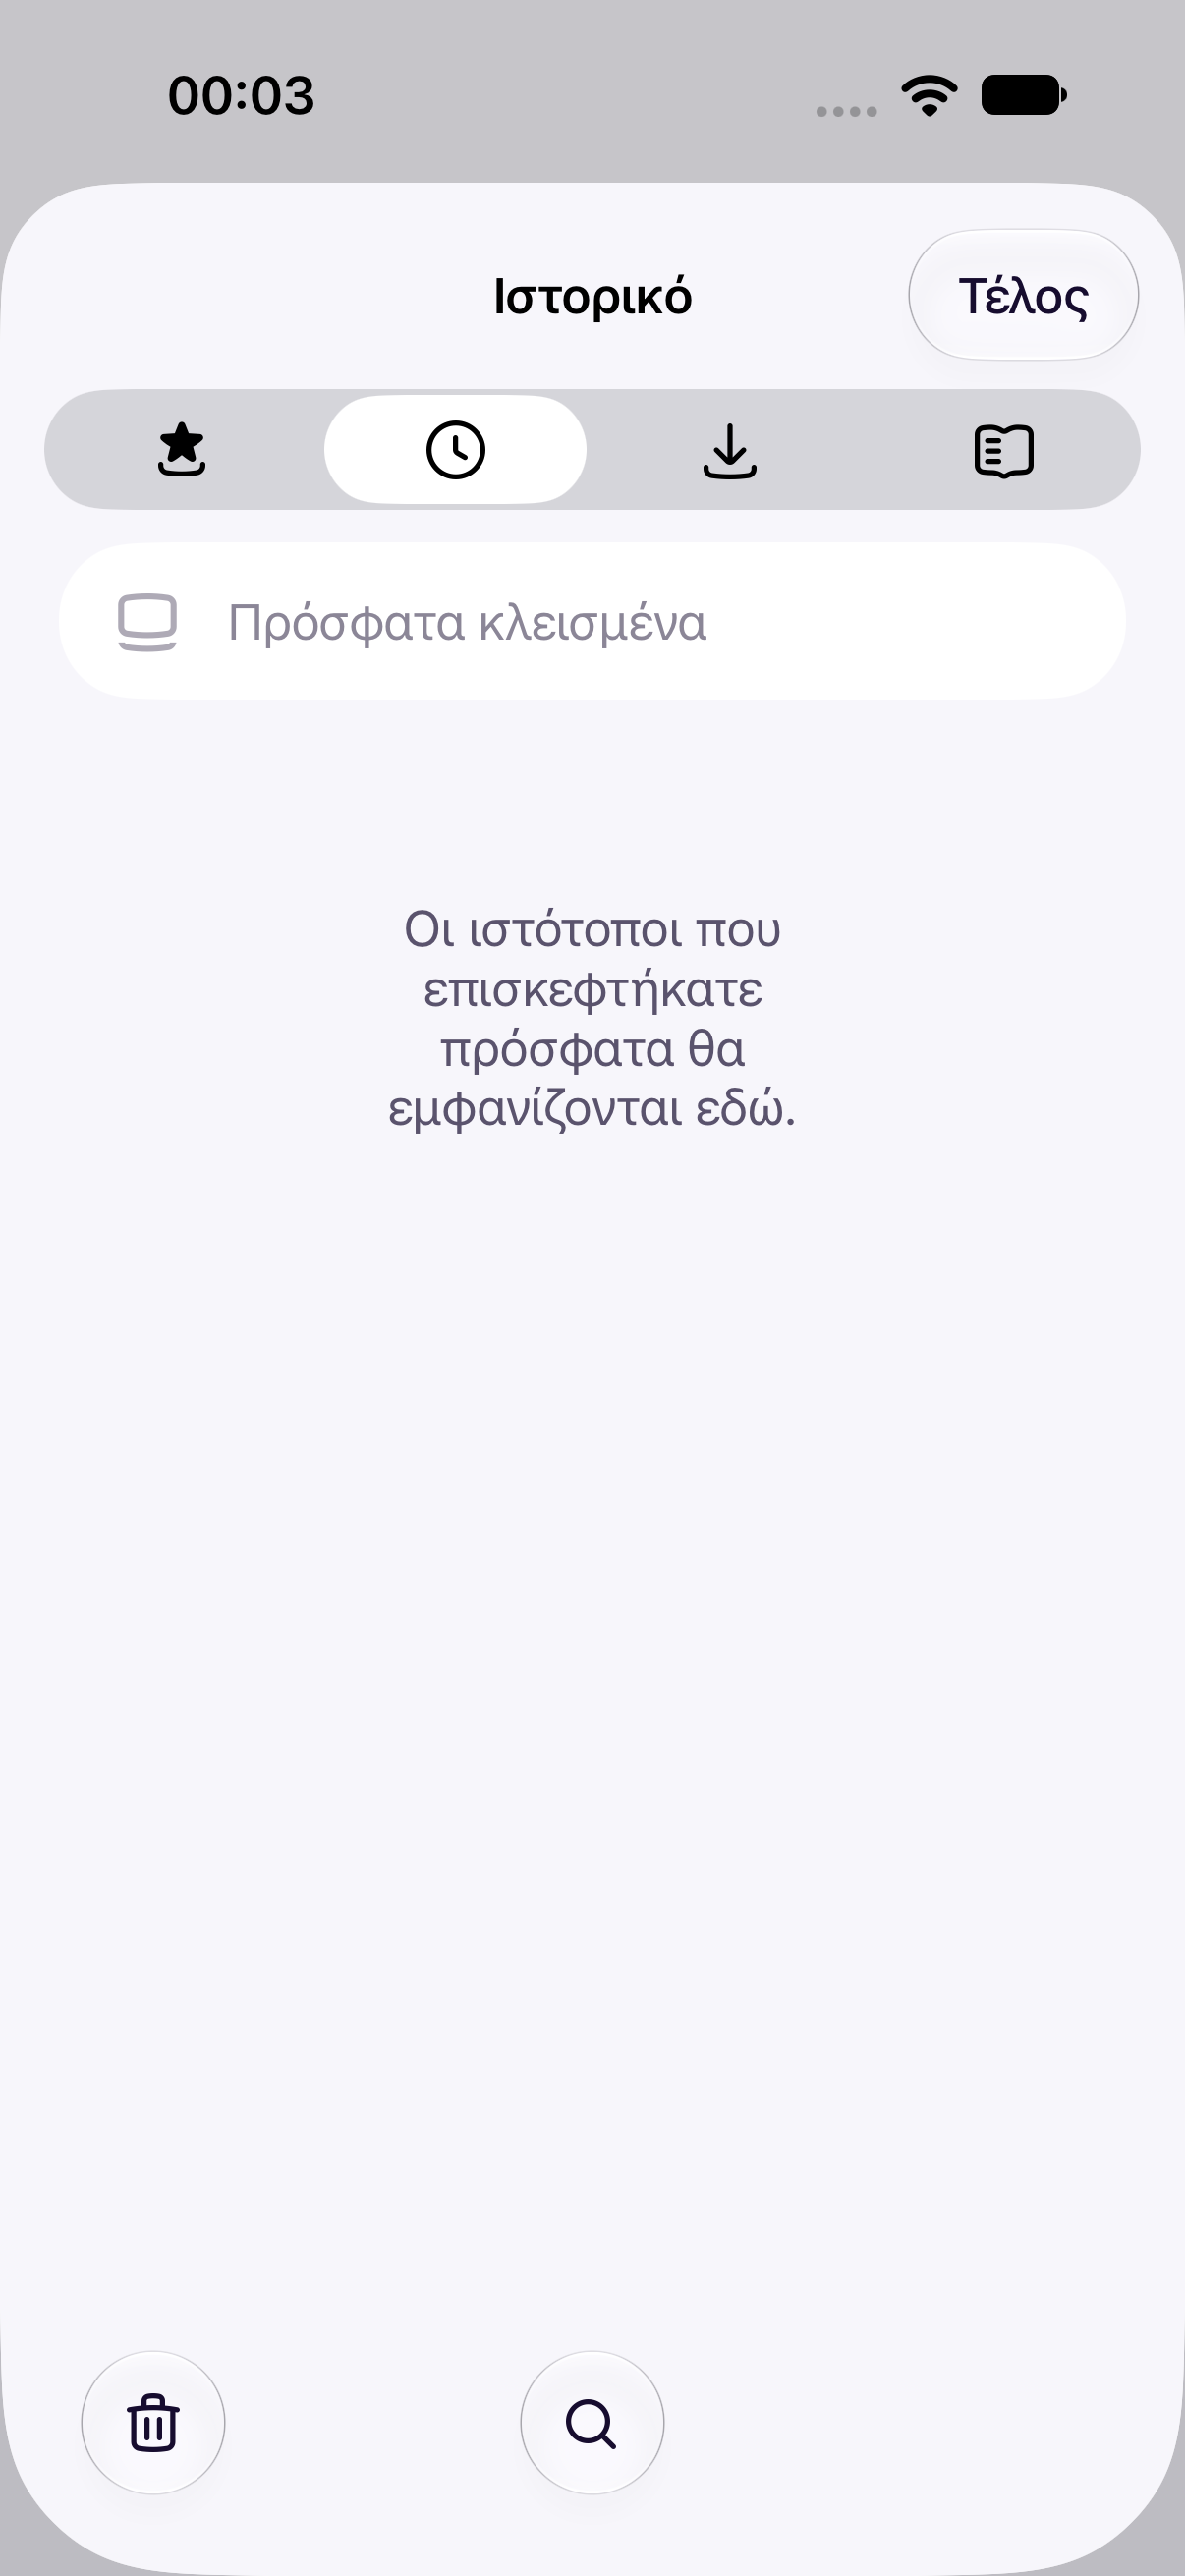 00:03
Ιστορικό
Τέλος
Πρόσφατα κλεισμένα
Οι ιστότοποι που
επισκεφτήκατε
πρόσφατα θα
εμφανίζονται εδώ.